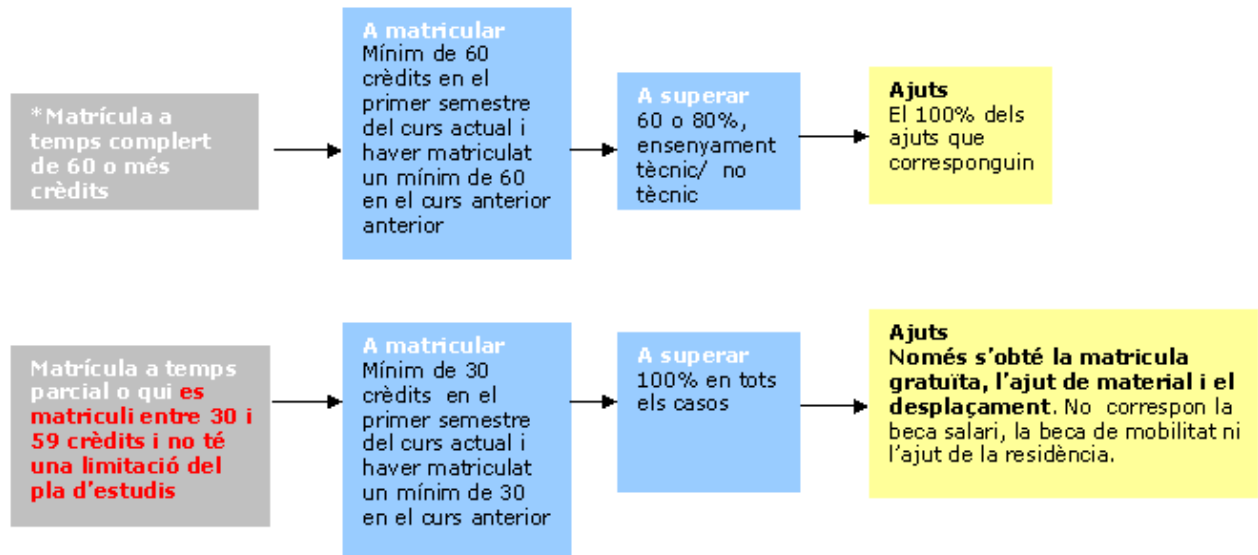 *Matrícula a
temps complert
de 60 o més
crèdits
A matricular
Mínim de 60
crèdits en el
primer semestre
del curs actual i
haver matriculat
un mínim de 60
en el curs anterior
anterior
A superar
60 o 80%,
ensenyament
tècnic/ no
tècnic
Ajuts
El 100% dels
ajuts que
corresponguin
Matrícula a temps
parcial o qui es
matriculi entre 30 i
59 crèdits i no té
una limitació del
pla d'estudis
A matricular
Mínim de 30
crèdits en el
primer semestre
del curs actual i
haver matriculat
un mínim de 30
en el curs anterior
A superar
100% en tots
els casos
Ajuts
Només s'obté la matricula
gratuïta, l'ajut de material i el
desplaçament. No correspon la
beca salari, la beca de mobilitat ni
l'ajut de la residència.